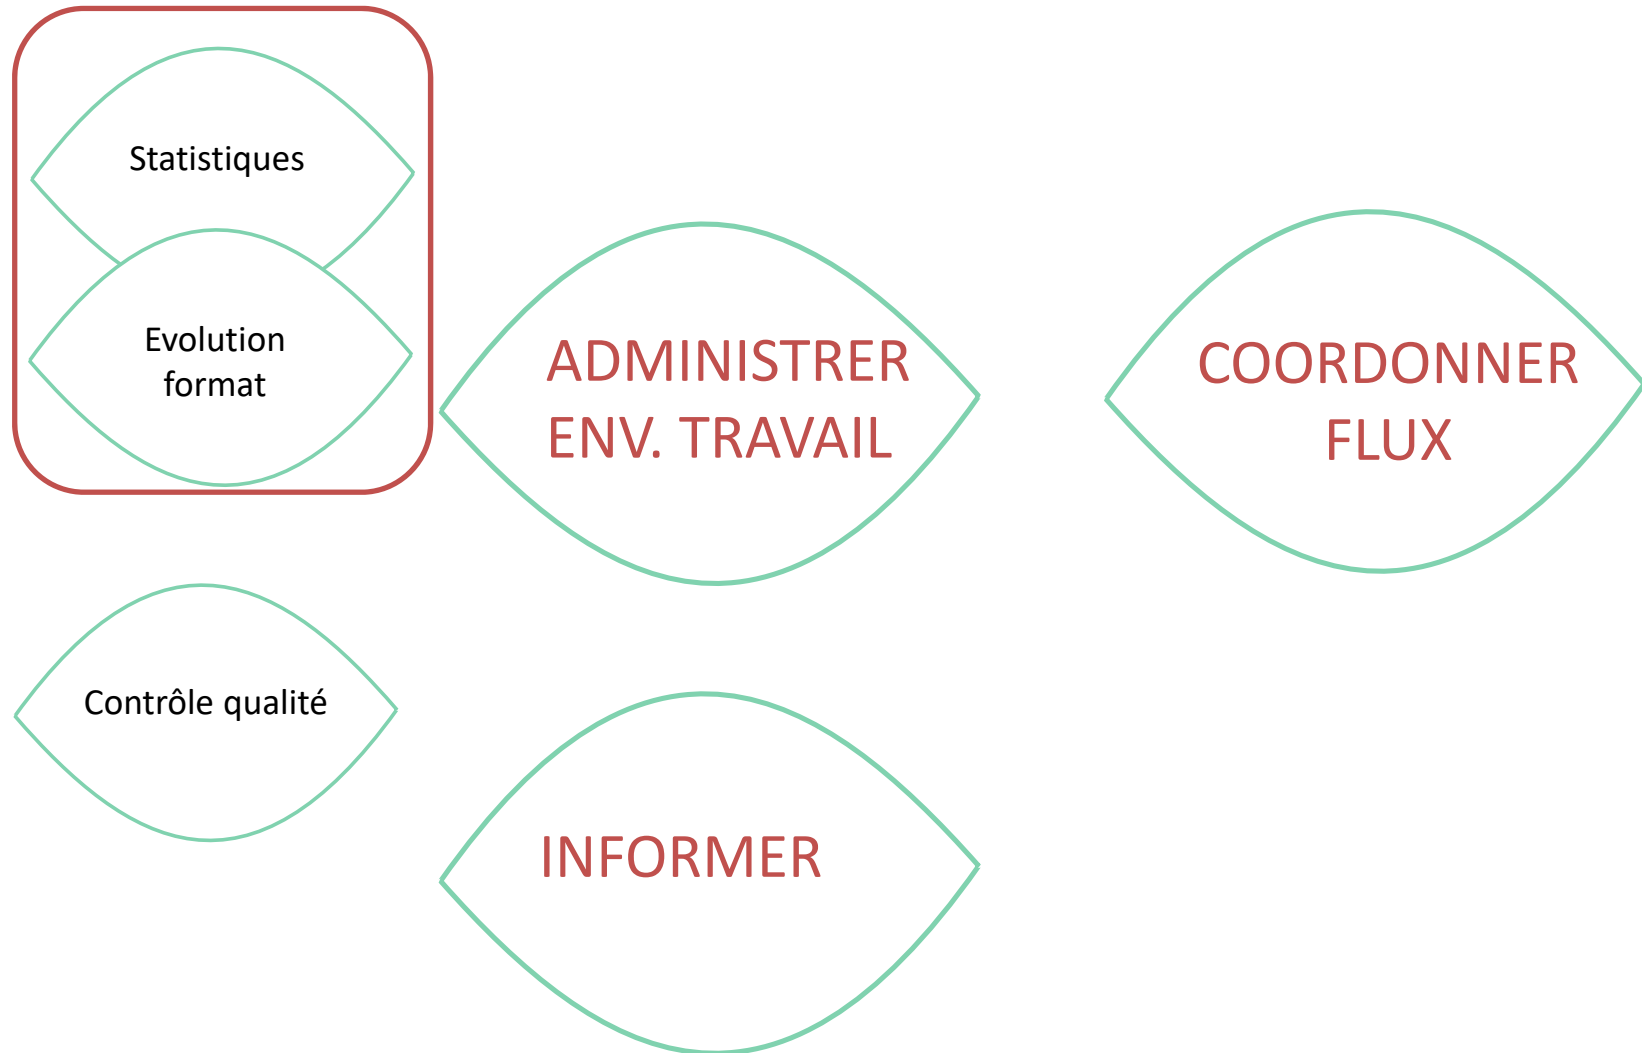 Statistiques
Evolution
format
ADMINISTRER
ENV. TRAVAIL
COORDONNER
FLUX
Contrôle qualité
INFORMER